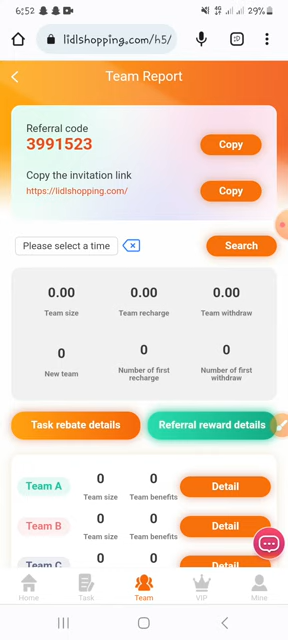 6:52
4G
29%
lidlshopping.com/h5/
:D
Team Report
Referral code
3991523
Copy
Copy the invitation link
https://lidlshopping.com/
Copy
Please select a time
Search
0.00 0.00 0.00
Team size Team recharge Team withdraw
0 0 0
New team Number of first recharge Number of first withdraw
Task rebate details Referral reward details
Team A 0 Team size 0 Team benefits Detail
Team B 0 Team size 0 Team benefits Detail
Team C 0 0 Detail
Home Task Team VIP Mine